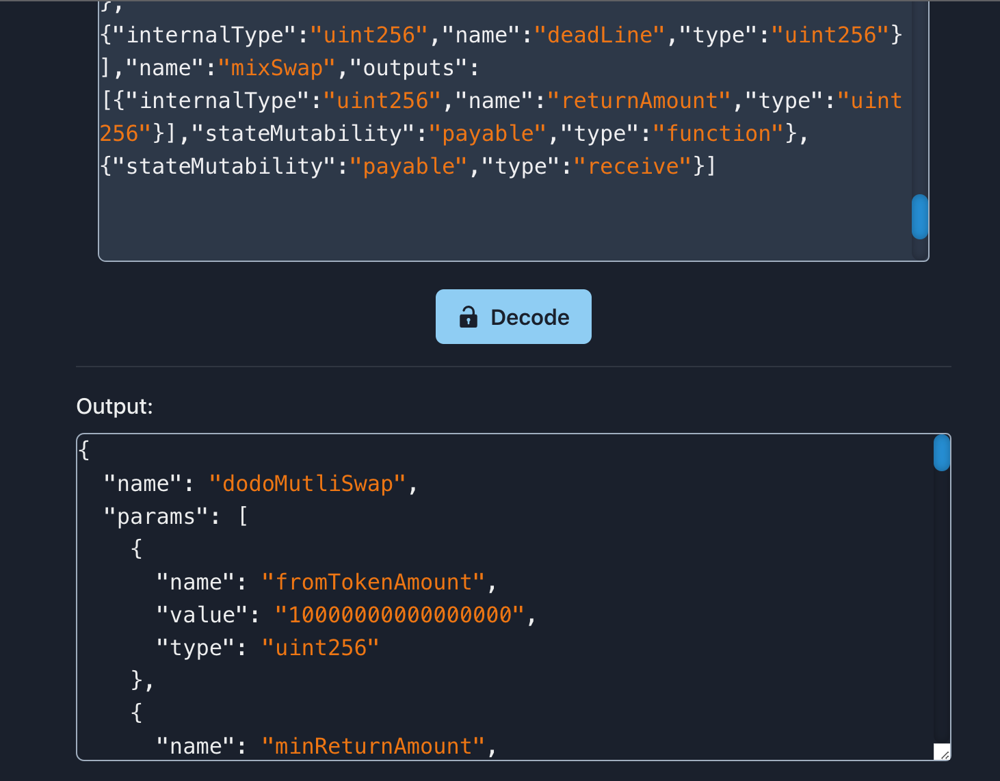 },
{"internalType":"uint256","name":"deadLine","type":"uint256"}
],"name":"mixSwap","outputs":
[{"internalType":"uint256","name":"returnAmount","type":"uint
256"}],"stateMutability":"payable","type":"function"},
{"stateMutability":"payable","type":"receive"}]
Decode
Output:
{
  "name": "dodoMutliSwap",
  "params": [
    {
      "name": "fromTokenAmount",
      "value": "10000000000000000",
      "type": "uint256"
    },
    {
      "name": "minReturnAmount",